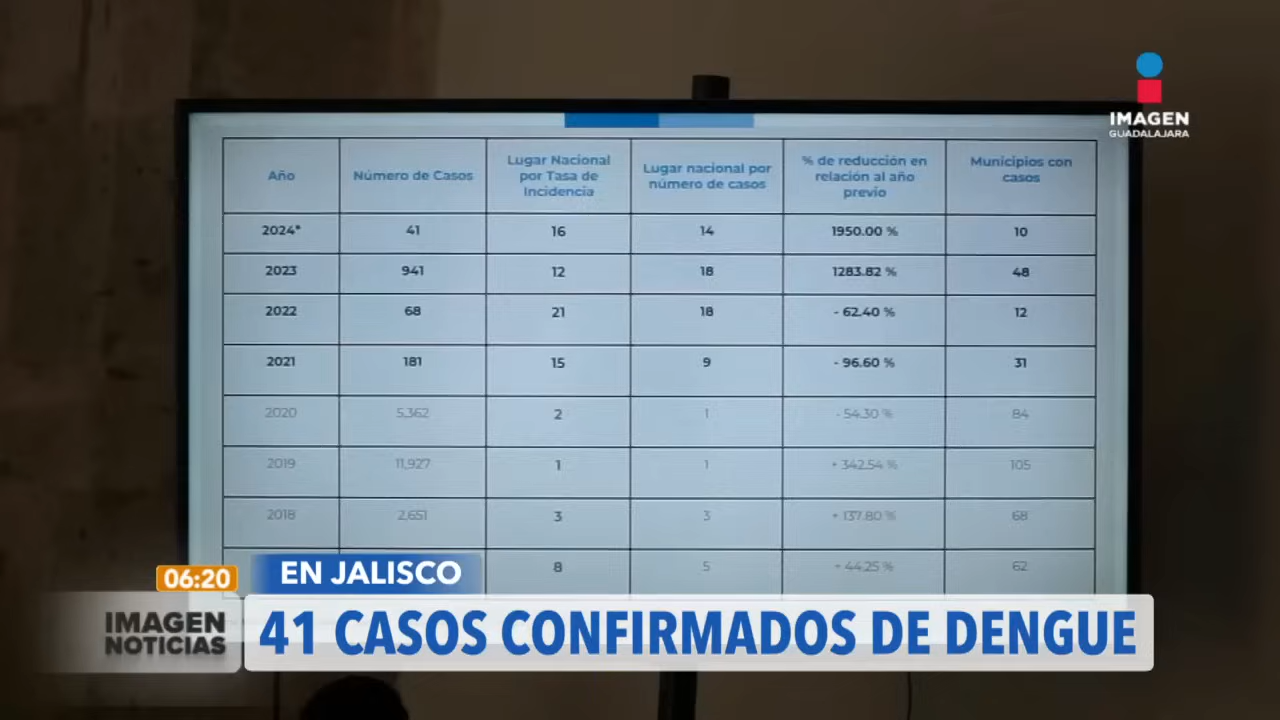 IMAGEN
GUADALAJARA
Año
Número de Casos
Lugar Nacional
por Tasa de
Incidencia
Lugar nacional por
número de casos
% de reducción en
relación al año
previo
Municipios con
casos
2024* 41 16 14 1950.00 % 10
2023 941 12 18 1283.82 % 48
2022 68 21 18 - 62.40 % 12
2021 181 15 9 - 96.60 % 31
2020 5,362 2 1 - 54.30 % 84
2019 11,927 1 1 + 342.54 % 105
2018 2,651 3 3 + 137.80 % 68
8 5 44.25 % 62
06:20
EN JALISCO
IMAGEN
NOTICIAS
41 CASOS CONFIRMADOS DE DENGUE